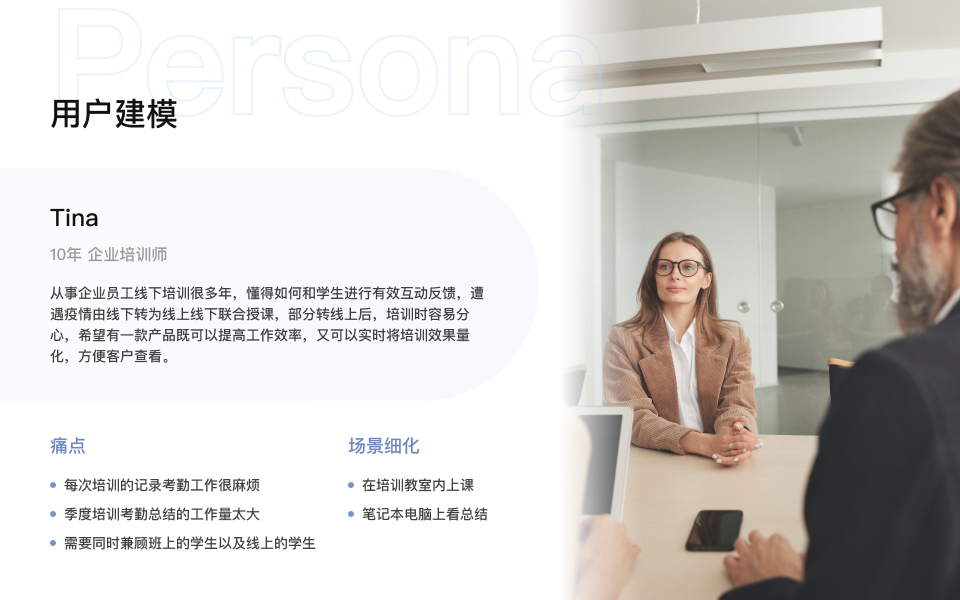 Persona
用户建模
Tina
10年 企业培训师
从事企业员工线下培训很多年，懂得如何和学生进行有效互动反馈，遭
遇疫情由线下转为线上线下联合授课，部分转线上后，培训时容易分
心，希望有一款产品既可以提高工作效率，又可以实时将培训效果量
化，方便客户查看。
痛点
每次培训的记录考勤工作很麻烦
季度培训考勤总结的工作量太大
需要同时兼顾班上的学生以及线上的学生
场景细化
在培训教室内上课
笔记本电脑上看总结